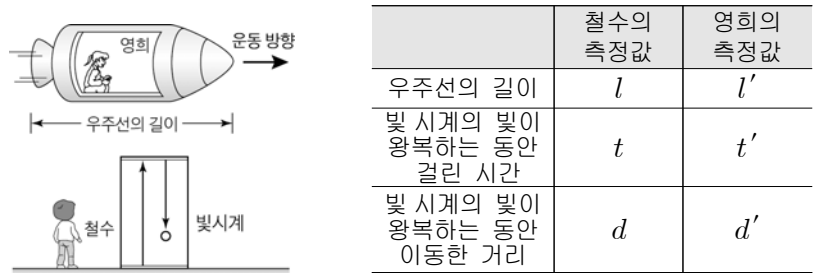 영희
운동 방향
우주선의 길이
철수
빛시계
철수의 측정값
영희의 측정값
우주선의 길이
l
l′
빛 시계의 빛이
왕복하는 동안
걸린 시간
t
t′
빛 시계의 빛이
왕복하는 동안
이동한 거리
d
d′